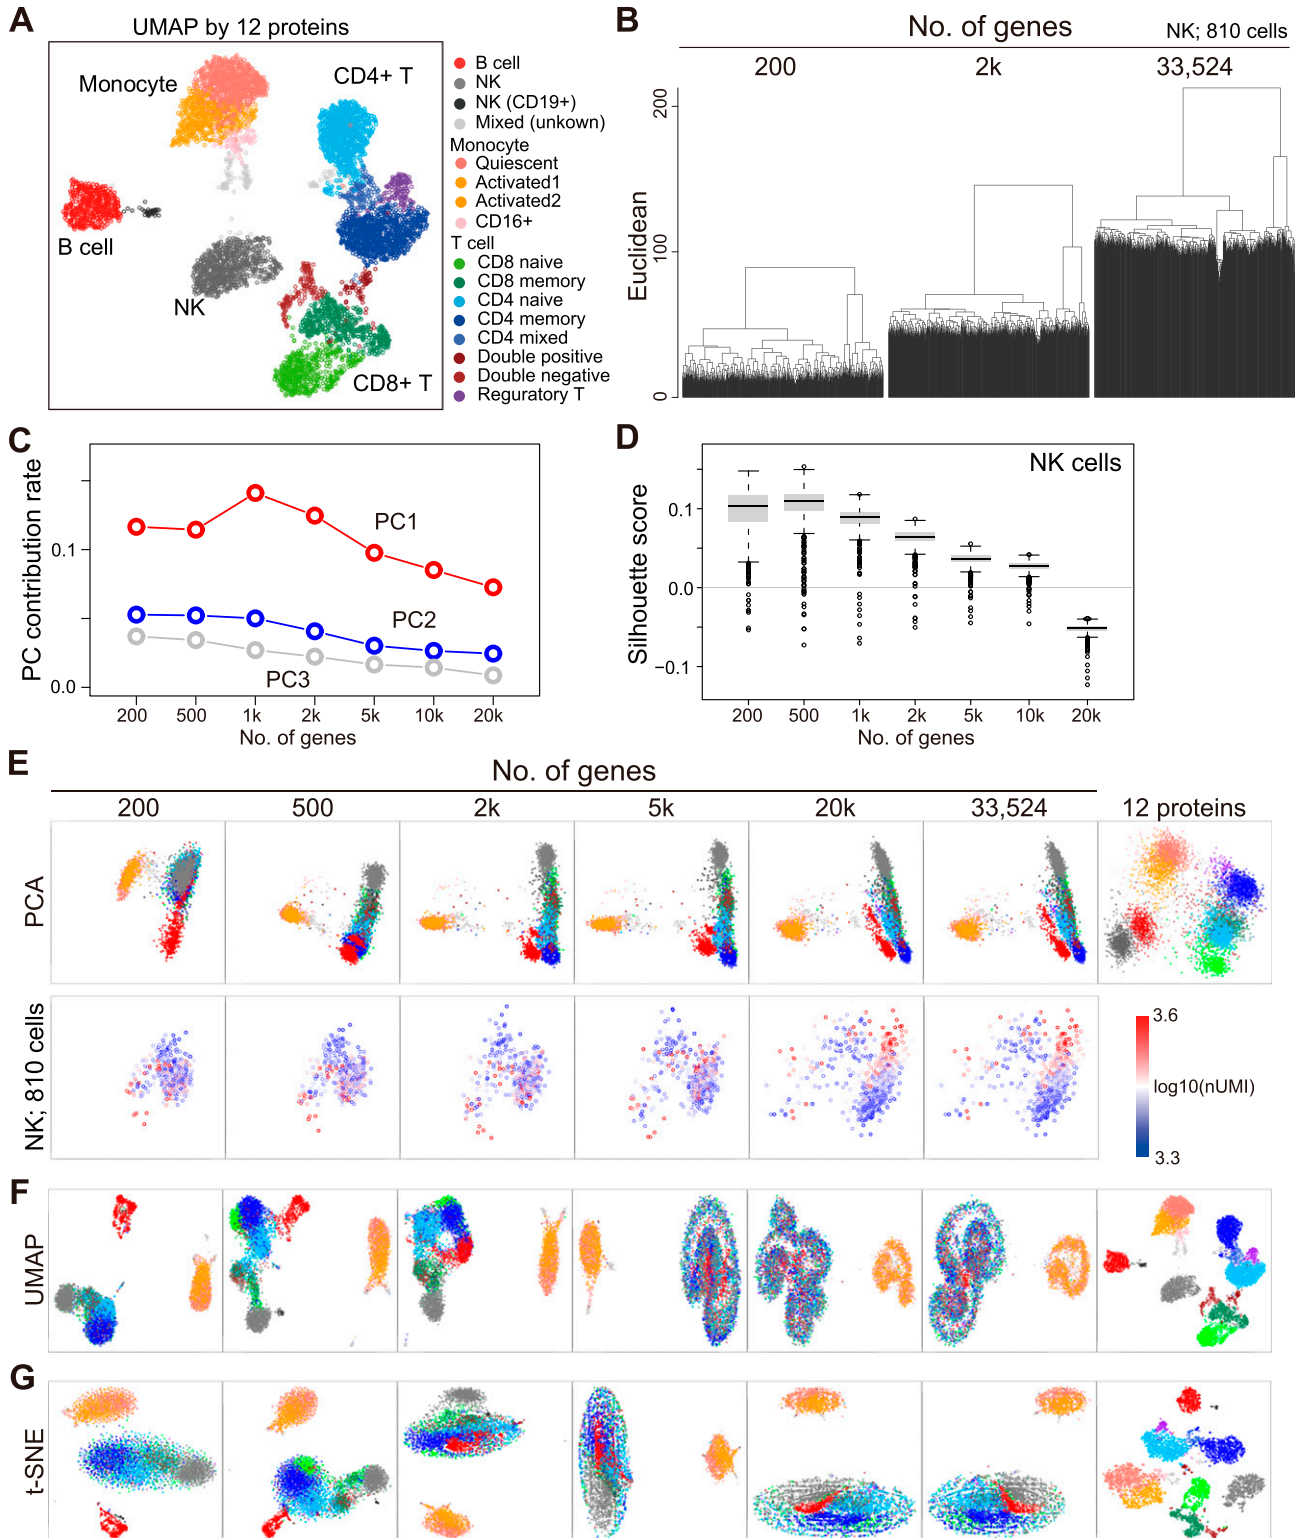 A
UMAP by 12 proteins
Monocyte
CD4+ T
B cell
NK
CD8+ T
B cell
NK
NK (CD19+)
Mixed (unkown)
Monocyte
Quiescent
Activated1
Activated2
CD16+
T cell
CD8 naive
CD8 memory
CD4 naive
CD4 memory
CD4 mixed
Double positive
Double negative
Reguratory T
B
No. of genes
NK; 810 cells
200
2k
33,524
Euclidean
200
100
0
C
PC contribution rate
0.1
0.0
PC1
PC2
PC3
200
500
1k
2k
5k
10k
20k
No. of genes
D
NK cells
Silhouette score
0.1
0.0
−0.1
200
500
1k
2k
5k
10k
20k
No. of genes
E
No. of genes
200
500
2k
5k
20k
33,524
12 proteins
PCA
NK; 810 cells
3.6
log10(nUMI)
3.3
F
UMAP
G
t-SNE